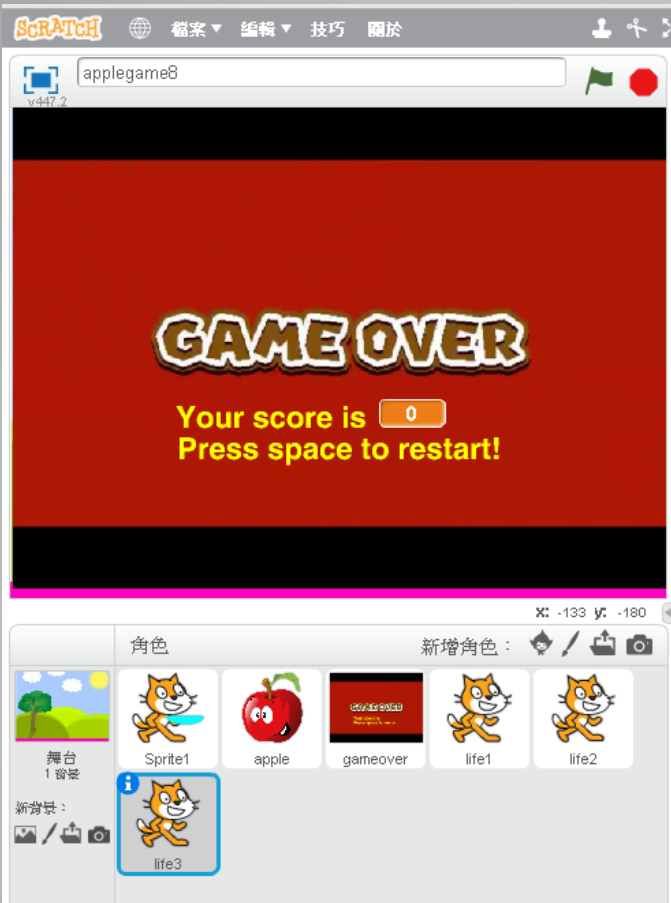 SCRATCH 檔案▼ 編輯▼ 技巧 關於
applegame8
v447.2
GAME OVER
Your score is 0
Press space to restart!
X: -133 y: -180
角色 新增角色：
Sprite1 apple gameover life1 life2
舞台
1 背景
新背景：
life3